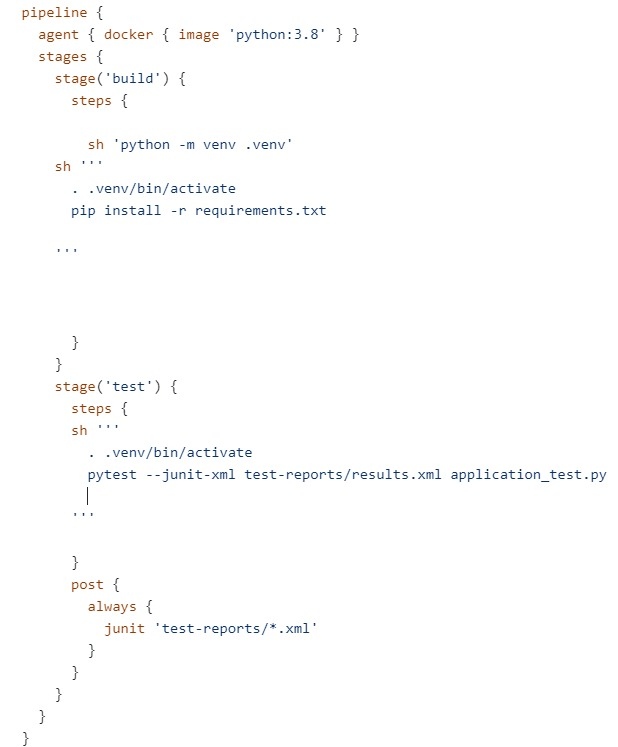 pipeline {
  agent { docker { image 'python:3.8' } }
  stages {
    stage('build') {
      steps {
        sh 'python -m venv .venv'
    sh '''
      . .venv/bin/activate
      pip install -r requirements.txt
    '''
      }
    }
    stage('test') {
      steps {
      sh '''
        . .venv/bin/activate
        pytest --junit-xml test-reports/results.xml application_test.py
      '''
      }
      post {
        always {
          junit 'test-reports/*.xml'
        }
      }
    }
  }
}